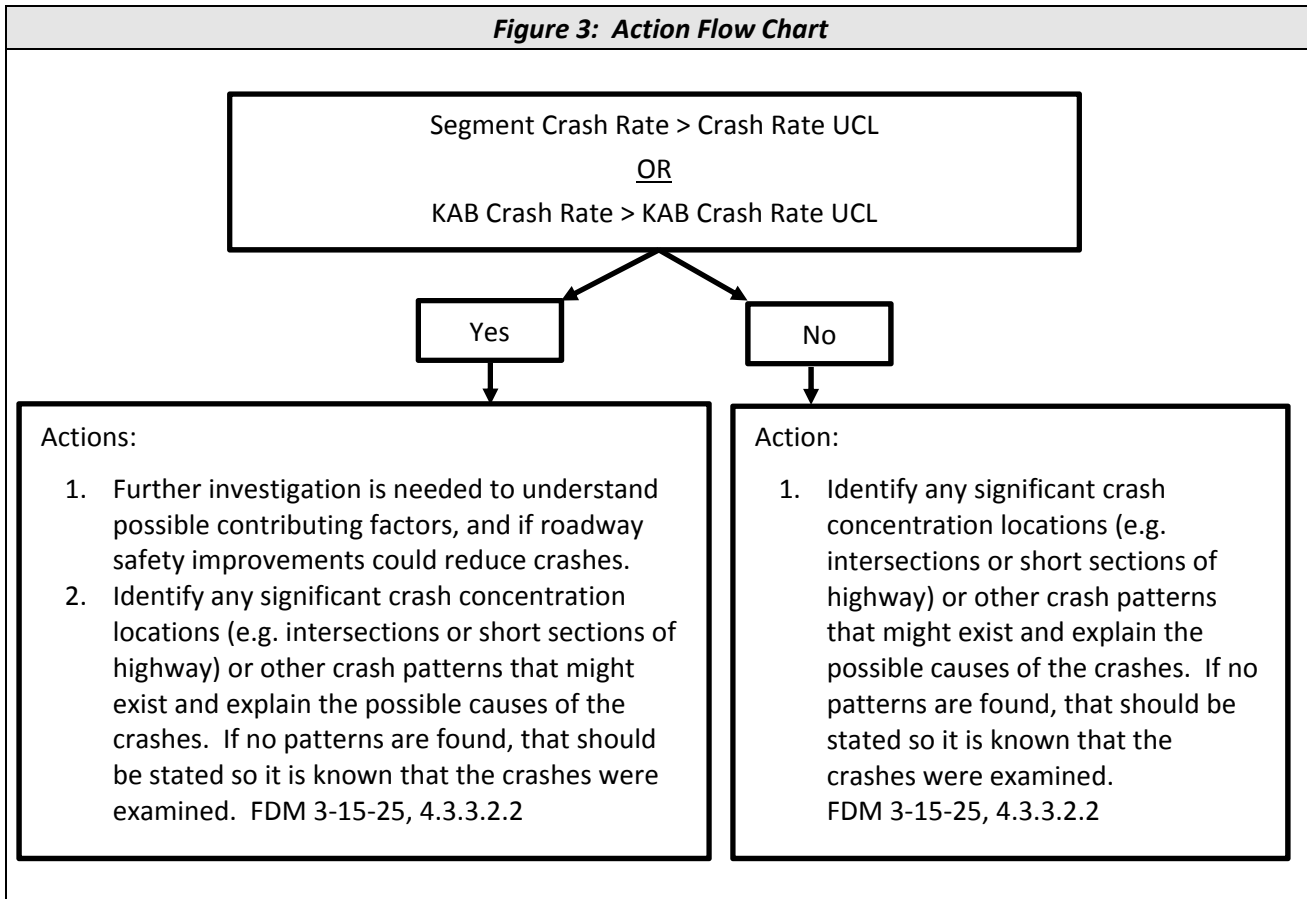 Figure 3: Action Flow Chart
Segment Crash Rate > Crash Rate UCL
OR
KAB Crash Rate > KAB Crash Rate UCL
Yes
No
Actions:
1. Further investigation is needed to understand
possible contributing factors, and if roadway
safety improvements could reduce crashes.
2. Identify any significant crash concentration
locations (e.g. intersections or short sections of
highway) or other crash patterns that might
exist and explain the possible causes of the
crashes. If no patterns are found, that should
be stated so it is known that the crashes were
examined. FDM 3-15-25, 4.3.3.2.2
Action:
1. Identify any significant crash
concentration locations (e.g.
intersections or short sections of
highway) or other crash patterns
that might exist and explain the
possible causes of the crashes. If no
patterns are found, that should be
stated so it is known that the
crashes were examined.
FDM 3-15-25, 4.3.3.2.2